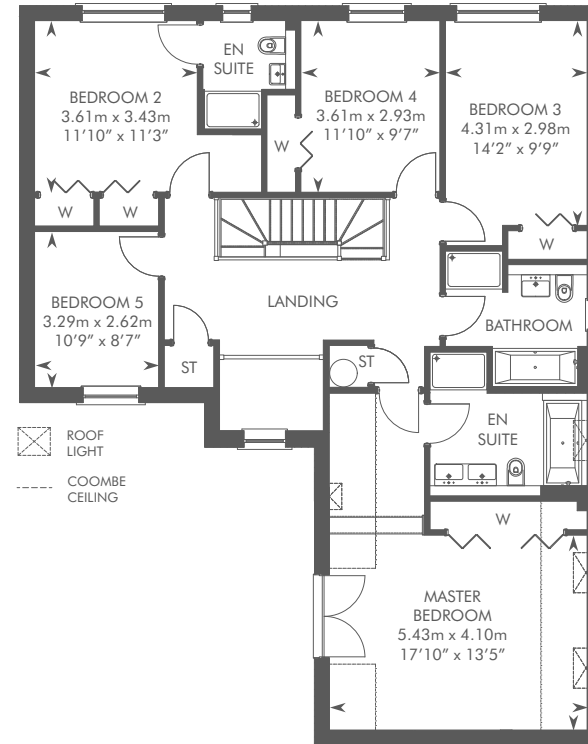 EN
SUITE
BEDROOM 2
3.61m x 3.43m
11’10” x 11’3”
BEDROOM 4
3.61m x 2.93m
11’10” x 9’7”
BEDROOM 3
4.31m x 2.98m
14’2” x 9’9”
W
W
W
W
BEDROOM 5
3.29m x 2.62m
10’9” x 8’7”
LANDING
BATHROOM
ST
ST
EN
SUITE
ROOF
LIGHT
COOMBE
CEILING
W
MASTER
BEDROOM
5.43m x 4.10m
17’10” x 13’5”